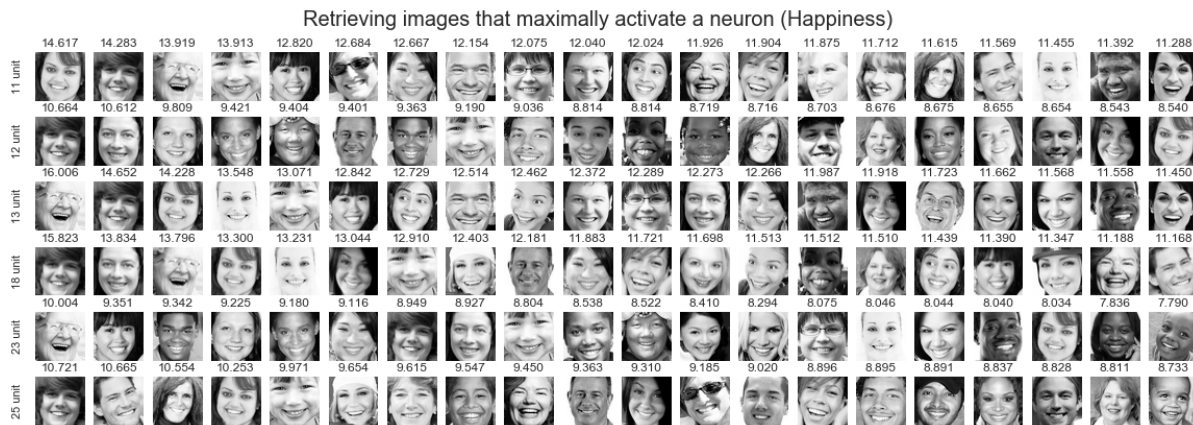 Retrieving images that maximally activate a neuron (Happiness)
14.617 14.283 13.919 13.913 12.820 12.684 12.667 12.154 12.075 12.040 12.024 11.926 11.904 11.875 11.712 11.615 11.569 11.455 11.392 11.288
11 unit
10.664 10.612 9.809 9.421 9.404 9.401 9.363 9.190 9.036 8.814 8.814 8.719 8.716 8.703 8.676 8.675 8.655 8.654 8.543 8.540
12 unit
16.006 14.652 14.228 13.548 13.071 12.842 12.729 12.514 12.462 12.372 12.289 12.273 12.266 11.987 11.918 11.723 11.662 11.568 11.558 11.450
13 unit
15.823 13.834 13.796 13.300 13.231 13.044 12.910 12.403 12.181 11.883 11.721 11.698 11.513 11.512 11.510 11.439 11.390 11.347 11.188 11.168
18 unit
10.004 9.351 9.342 9.225 9.180 9.116 8.949 8.927 8.804 8.538 8.522 8.410 8.294 8.075 8.046 8.044 8.040 8.034 7.836 7.790
23 unit
10.721 10.665 10.554 10.253 9.971 9.654 9.615 9.547 9.450 9.363 9.310 9.185 9.020 8.896 8.895 8.891 8.837 8.828 8.811 8.733
25 unit